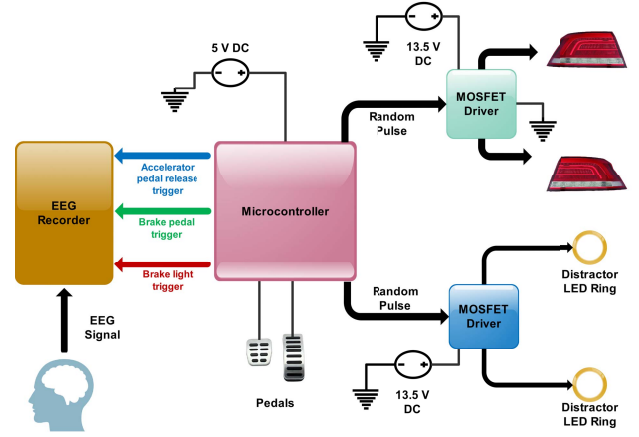 5 V DC
13.5 V
DC
MOSFET
Driver
Random
Pulse
Accelerator
pedal release
trigger
EEG
Recorder
Microcontroller
Brake pedal
trigger
Brake light
trigger
Distractor
LED Ring
Random
Pulse
MOSFET
Driver
EEG
Signal
13.5 V
DC
Pedals
Distractor
LED Ring